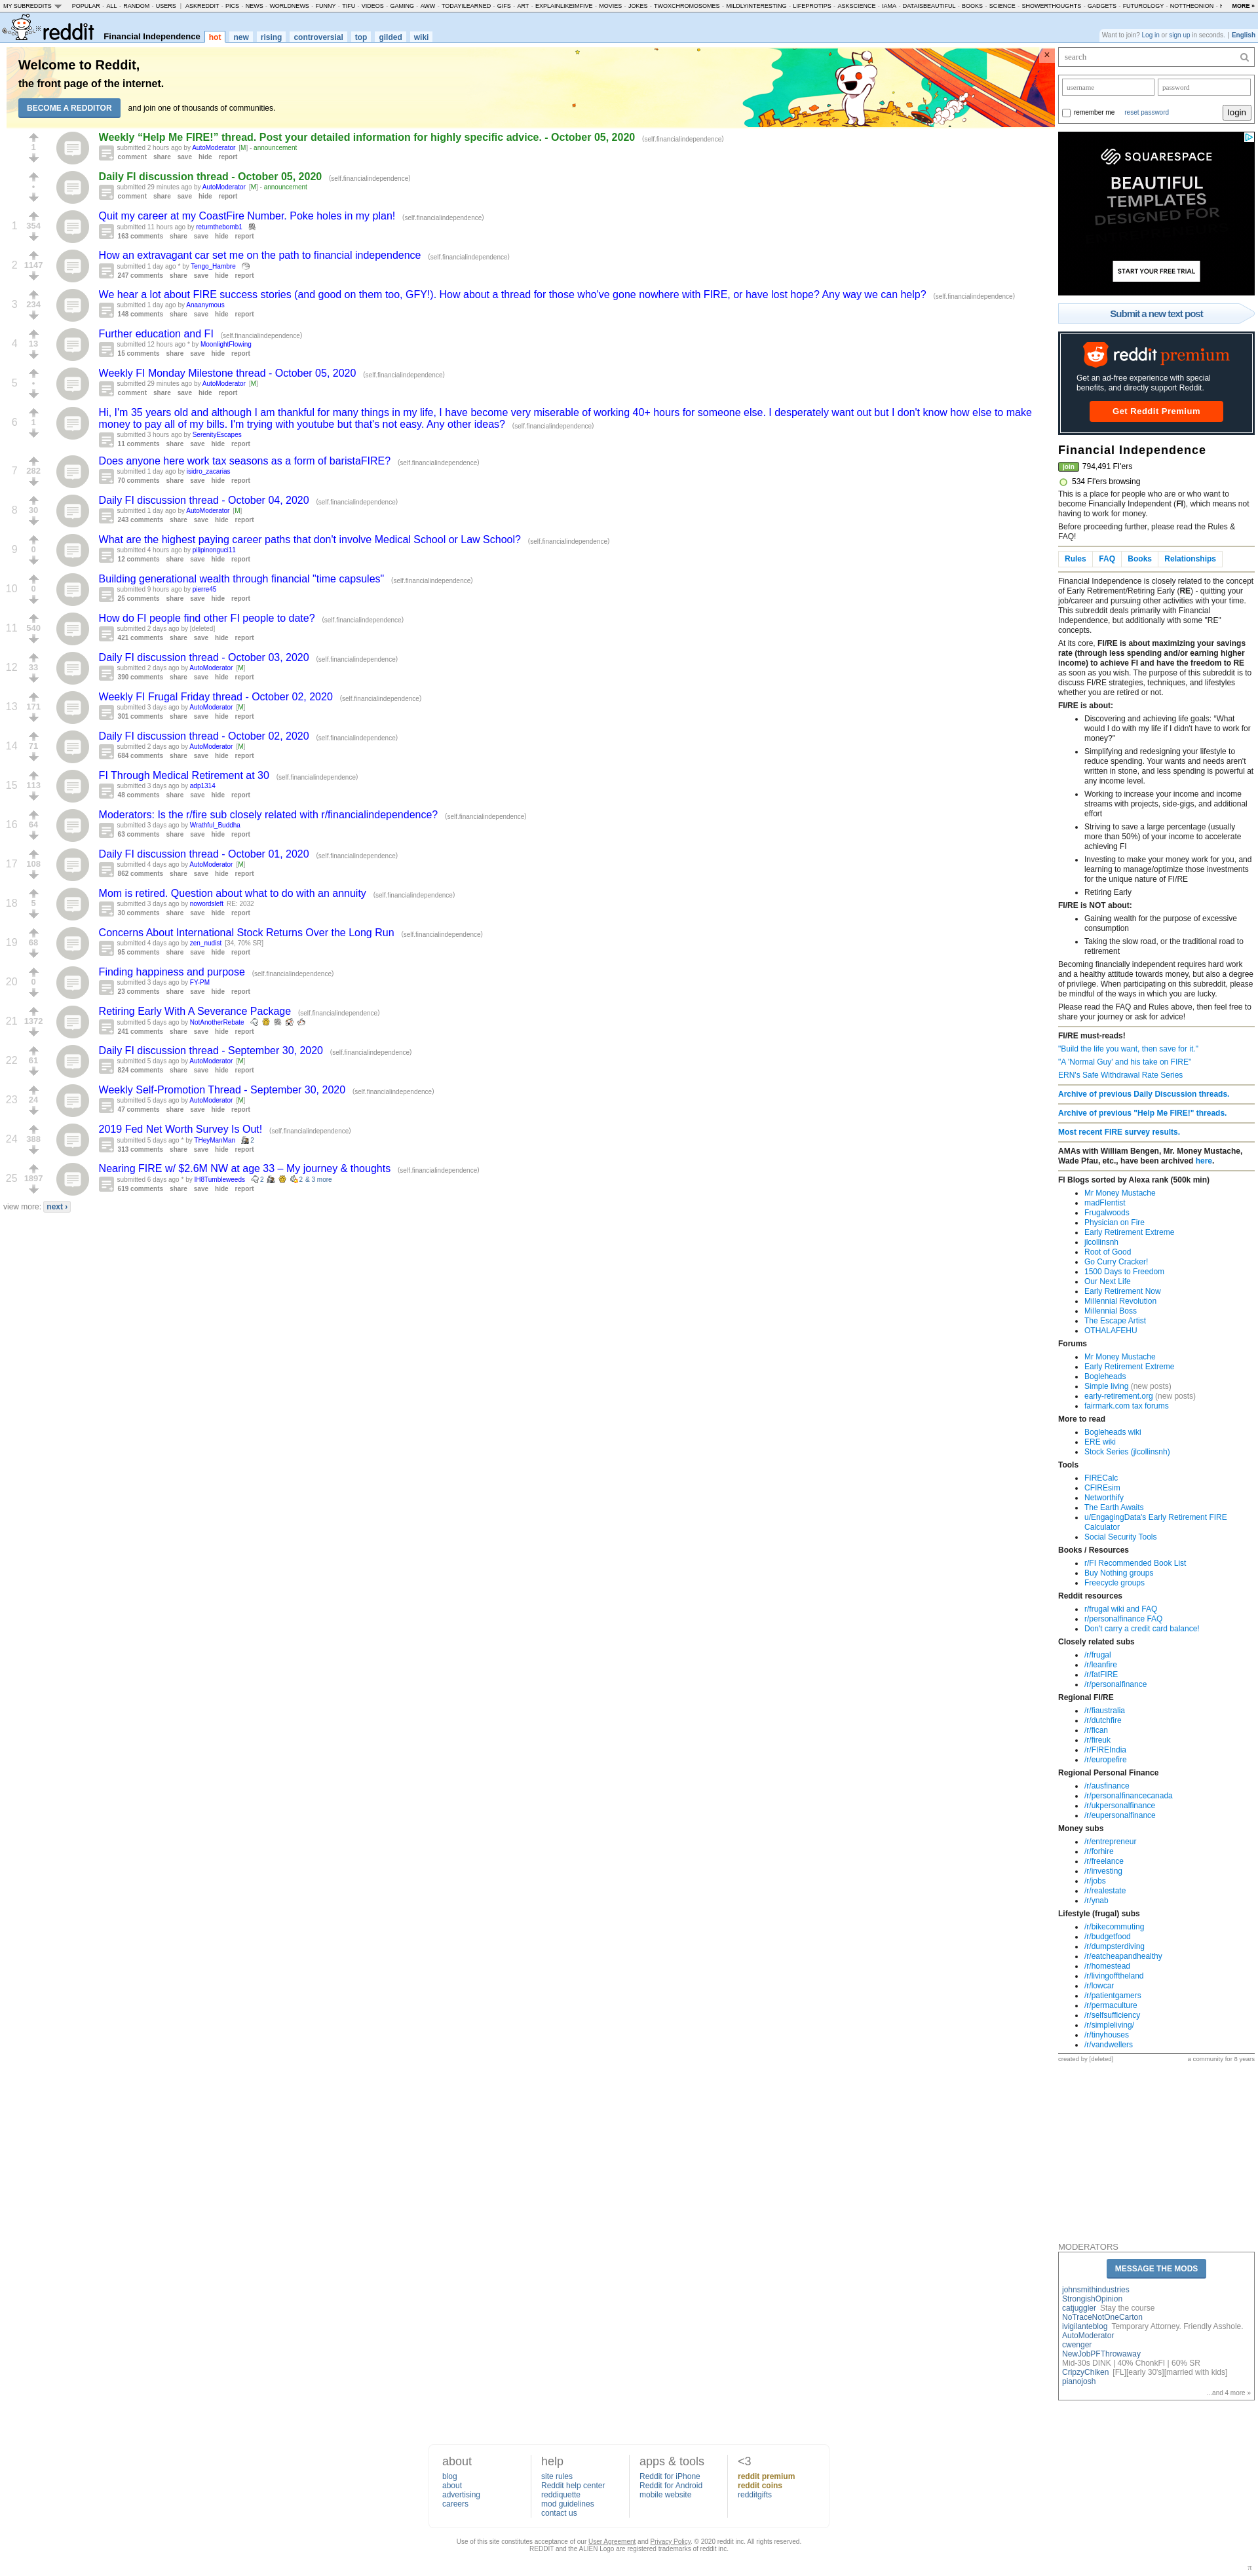 MY SUBREDDITS POPULAR - ALL - RANDOM - USERS | ASKREDDIT - PICS - NEWS - WORLDNEWS - FUNNY - TIFU - VIDEOS - GAMING - AWW - TODAYILEARNED - GIFS - ART - EXPLAINLIKEIMFIVE - MOVIES - JOKES - TWOXCHROMOSOMES - MILDLYINTERESTING - LIFEPROTIPS - ASKSCIENCE - IAMA - DATAISBEAUTIFUL - BOOKS - SCIENCE - SHOWERTHOUGHTS - GADGETS - FUTUROLOGY - NOTTHEONION MORE »
reddit Financial Independence hot new rising controversial top gilded wiki
Want to join? Log in or sign up in seconds. | English
Welcome to Reddit,
the front page of the internet.
BECOME A REDDITOR and join one of thousands of communities.
×
1
Weekly “Help Me FIRE!” thread. Post your detailed information for highly specific advice. - October 05, 2020 (self.financialindependence)
submitted 2 hours ago by AutoModerator [M] - announcement
comment share save hide report
•
Daily FI discussion thread - October 05, 2020 (self.financialindependence)
submitted 29 minutes ago by AutoModerator [M] - announcement
comment share save hide report
1 354
Quit my career at my CoastFire Number. Poke holes in my plan! (self.financialindependence)
submitted 11 hours ago by returnthebomb1
163 comments share save hide report
2 1147
How an extravagant car set me on the path to financial independence (self.financialindependence)
submitted 1 day ago * by Tengo_Hambre
247 comments share save hide report
3 234
We hear a lot about FIRE success stories (and good on them too, GFY!). How about a thread for those who've gone nowhere with FIRE, or have lost hope? Any way we can help? (self.financialindependence)
submitted 1 day ago by Anaanymous
148 comments share save hide report
4 13
Further education and FI (self.financialindependence)
submitted 12 hours ago * by MoonlightFlowing
15 comments share save hide report
5 •
Weekly FI Monday Milestone thread - October 05, 2020 (self.financialindependence)
submitted 29 minutes ago by AutoModerator [M]
comment share save hide report
6 1
Hi, I'm 35 years old and although I am thankful for many things in my life, I have become very miserable of working 40+ hours for someone else. I desperately want out but I don't know how else to make
money to pay all of my bills. I'm trying with youtube but that's not easy. Any other ideas? (self.financialindependence)
submitted 3 hours ago by SerenityEscapes
11 comments share save hide report
7 282
Does anyone here work tax seasons as a form of baristaFIRE? (self.financialindependence)
submitted 1 day ago by isidro_zacarias
70 comments share save hide report
8 30
Daily FI discussion thread - October 04, 2020 (self.financialindependence)
submitted 1 day ago by AutoModerator [M]
243 comments share save hide report
9 0
What are the highest paying career paths that don't involve Medical School or Law School? (self.financialindependence)
submitted 4 hours ago by pilipinonguci11
12 comments share save hide report
10 0
Building generational wealth through financial "time capsules" (self.financialindependence)
submitted 9 hours ago by pierre45
25 comments share save hide report
11 540
How do FI people find other FI people to date? (self.financialindependence)
submitted 2 days ago by [deleted]
421 comments share save hide report
12 33
Daily FI discussion thread - October 03, 2020 (self.financialindependence)
submitted 2 days ago by AutoModerator [M]
390 comments share save hide report
13 171
Weekly FI Frugal Friday thread - October 02, 2020 (self.financialindependence)
submitted 3 days ago by AutoModerator [M]
301 comments share save hide report
14 71
Daily FI discussion thread - October 02, 2020 (self.financialindependence)
submitted 2 days ago by AutoModerator [M]
684 comments share save hide report
15 113
FI Through Medical Retirement at 30 (self.financialindependence)
submitted 3 days ago by adp1314
48 comments share save hide report
16 64
Moderators: Is the r/fire sub closely related with r/financialindependence? (self.financialindependence)
submitted 3 days ago by Wrathful_Buddha
63 comments share save hide report
17 108
Daily FI discussion thread - October 01, 2020 (self.financialindependence)
submitted 4 days ago by AutoModerator [M]
862 comments share save hide report
18 5
Mom is retired. Question about what to do with an annuity (self.financialindependence)
submitted 3 days ago by nowordsleft RE: 2032
30 comments share save hide report
19 68
Concerns About International Stock Returns Over the Long Run (self.financialindependence)
submitted 4 days ago by zen_nudist [34, 70% SR]
95 comments share save hide report
20 0
Finding happiness and purpose (self.financialindependence)
submitted 3 days ago by FY-PM
23 comments share save hide report
21 1372
Retiring Early With A Severance Package (self.financialindependence)
submitted 5 days ago by NotAnotherRebate
241 comments share save hide report
22 61
Daily FI discussion thread - September 30, 2020 (self.financialindependence)
submitted 5 days ago by AutoModerator [M]
824 comments share save hide report
23 24
Weekly Self-Promotion Thread - September 30, 2020 (self.financialindependence)
submitted 5 days ago by AutoModerator [M]
47 comments share save hide report
24 388
2019 Fed Net Worth Survey Is Out! (self.financialindependence)
submitted 5 days ago * by THeyManMan 2
313 comments share save hide report
25 1897
Nearing FIRE w/ $2.6M NW at age 33 – My journey & thoughts (self.financialindependence)
submitted 6 days ago * by IH8Tumbleweeds 2 2 & 3 more
619 comments share save hide report
view more: next ›
search
username password
remember me reset password login
SQUARESPACE
BEAUTIFUL
TEMPLATES
DESIGNED FOR
START YOUR FREE TRIAL
Submit a new text post
reddit premium
Get an ad-free experience with special
benefits, and directly support Reddit.
Get Reddit Premium
Financial Independence
join 794,491 FI'ers
534 FI'ers browsing
This is a place for people who are or who want to
become Financially Independent (FI), which means not
having to work for money.
Before proceeding further, please read the Rules &
FAQ!
Rules FAQ Books Relationships
Financial Independence is closely related to the concept
of Early Retirement/Retiring Early (RE) - quitting your
job/career and pursuing other activities with your time.
This subreddit deals primarily with Financial
Independence, but additionally with some "RE"
concepts.
At its core, FI/RE is about maximizing your savings
rate (through less spending and/or earning higher
income) to achieve FI and have the freedom to RE
as soon as you wish. The purpose of this subreddit is to
discuss FI/RE strategies, techniques, and lifestyles
whether you are retired or not.
FI/RE is about:
• Discovering and achieving life goals: “What
would I do with my life if I didn’t have to work for
money?”
• Simplifying and redesigning your lifestyle to
reduce spending. Your wants and needs aren't
written in stone, and less spending is powerful at
any income level.
• Working to increase your income and income
streams with projects, side-gigs, and additional
effort
• Striving to save a large percentage (usually
more than 50%) of your income to accelerate
achieving FI
• Investing to make your money work for you, and
learning to manage/optimize those investments
for the unique nature of FI/RE
• Retiring Early
FI/RE is NOT about:
• Gaining wealth for the purpose of excessive
consumption
• Taking the slow road, or the traditional road to
retirement
Becoming financially independent requires hard work
and a healthy attitude towards money, but also a degree
of privilege. When participating on this subreddit, please
be mindful of the ways in which you are lucky.
Please read the FAQ and Rules above, then feel free to
share your journey or ask for advice!
FI/RE must-reads!
"Build the life you want, then save for it."
"A 'Normal Guy' and his take on FIRE"
ERN's Safe Withdrawal Rate Series
Archive of previous Daily Discussion threads.
Archive of previous "Help Me FIRE!" threads.
Most recent FIRE survey results.
AMAs with William Bengen, Mr. Money Mustache,
Wade Pfau, etc., have been archived here.
FI Blogs sorted by Alexa rank (500k min)
• Mr Money Mustache
• madFIentist
• Frugalwoods
• Physician on Fire
• Early Retirement Extreme
• jlcollinsnh
• Root of Good
• Go Curry Cracker!
• 1500 Days to Freedom
• Our Next Life
• Early Retirement Now
• Millennial Revolution
• Millennial Boss
• The Escape Artist
• OTHALAFEHU
Forums
• Mr Money Mustache
• Early Retirement Extreme
• Bogleheads
• Simple living (new posts)
• early-retirement.org (new posts)
• fairmark.com tax forums
More to read
• Bogleheads wiki
• ERE wiki
• Stock Series (jlcollinsnh)
Tools
• FIRECalc
• CFIREsim
• Networthify
• The Earth Awaits
• u/EngagingData's Early Retirement FIRE
Calculator
• Social Security Tools
Books / Resources
• r/FI Recommended Book List
• Buy Nothing groups
• Freecycle groups
Reddit resources
• r/frugal wiki and FAQ
• r/personalfinance FAQ
• Don't carry a credit card balance!
Closely related subs
• /r/frugal
• /r/leanfire
• /r/fatFIRE
• /r/personalfinance
Regional FI/RE
• /r/fiaustralia
• /r/dutchfire
• /r/fican
• /r/fireuk
• /r/FIREIndia
• /r/europefire
Regional Personal Finance
• /r/ausfinance
• /r/personalfinancecanada
• /r/ukpersonalfinance
• /r/eupersonalfinance
Money subs
• /r/entrepreneur
• /r/forhire
• /r/freelance
• /r/investing
• /r/jobs
• /r/realestate
• /r/ynab
Lifestyle (frugal) subs
• /r/bikecommuting
• /r/budgetfood
• /r/dumpsterdiving
• /r/eatcheapandhealthy
• /r/homestead
• /r/livingofftheland
• /r/lowcar
• /r/patientgamers
• /r/permaculture
• /r/selfsufficiency
• /r/simpleliving/
• /r/tinyhouses
• /r/vandwellers
created by [deleted] a community for 8 years
MODERATORS
MESSAGE THE MODS
johnsmithindustries
StrongishOpinion
catjuggler Stay the course
NoTraceNotOneCarton
ivigilanteblog Temporary Attorney. Friendly Asshole.
AutoModerator
cwenger
NewJobPFThrowaway
Mid-30s DINK | 40% ChonkFI | 60% SR
CripzyChiken [FL][early 30's][married with kids]
pianojosh
...and 4 more »
about
blog
about
advertising
careers
help
site rules
Reddit help center
reddiquette
mod guidelines
contact us
apps & tools
Reddit for iPhone
Reddit for Android
mobile website
<3
reddit premium
reddit coins
redditgifts
Use of this site constitutes acceptance of our User Agreement and Privacy Policy. © 2020 reddit inc. All rights reserved.
REDDIT and the ALIEN Logo are registered trademarks of reddit inc.
π